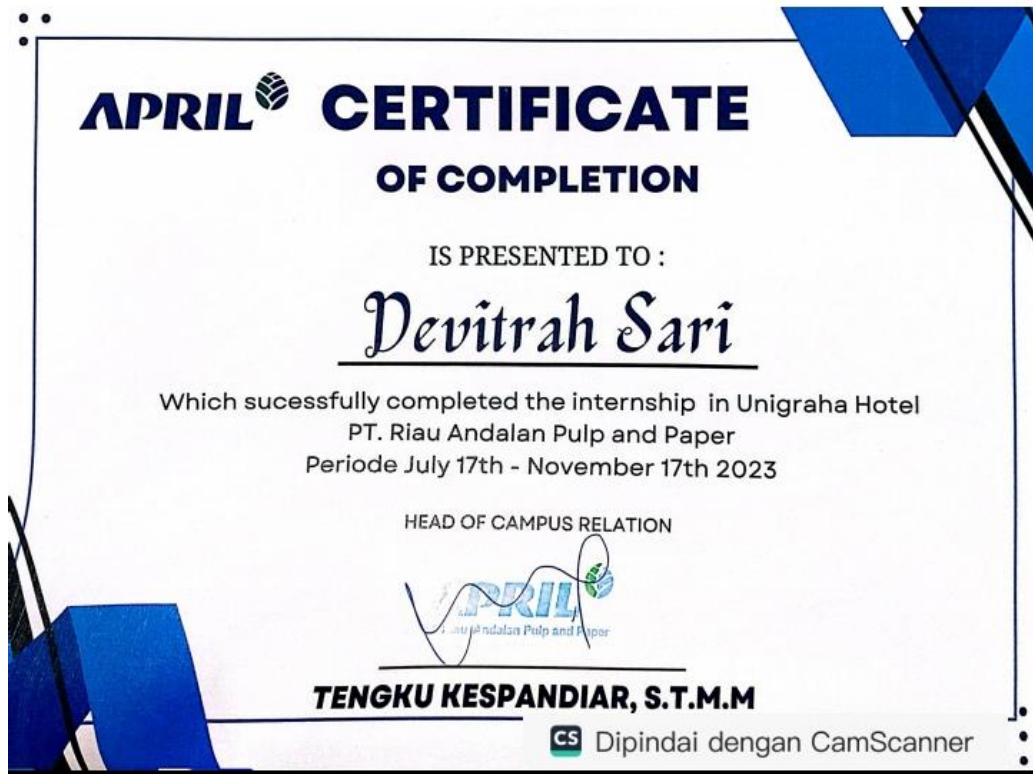 APRIL CERTIFICATE
OF COMPLETION
IS PRESENTED TO :
Devitrah Sari
Which sucessfully completed the internship in Unigraha Hotel
PT. Riau Andalan Pulp and Paper
Periode July 17th - November 17th 2023
HEAD OF CAMPUS RELATION
APRIL
Riau Andalan Pulp and Paper
TENGKU KESPANDIAR, S.T.M.M
CS Dipindai dengan CamScanner